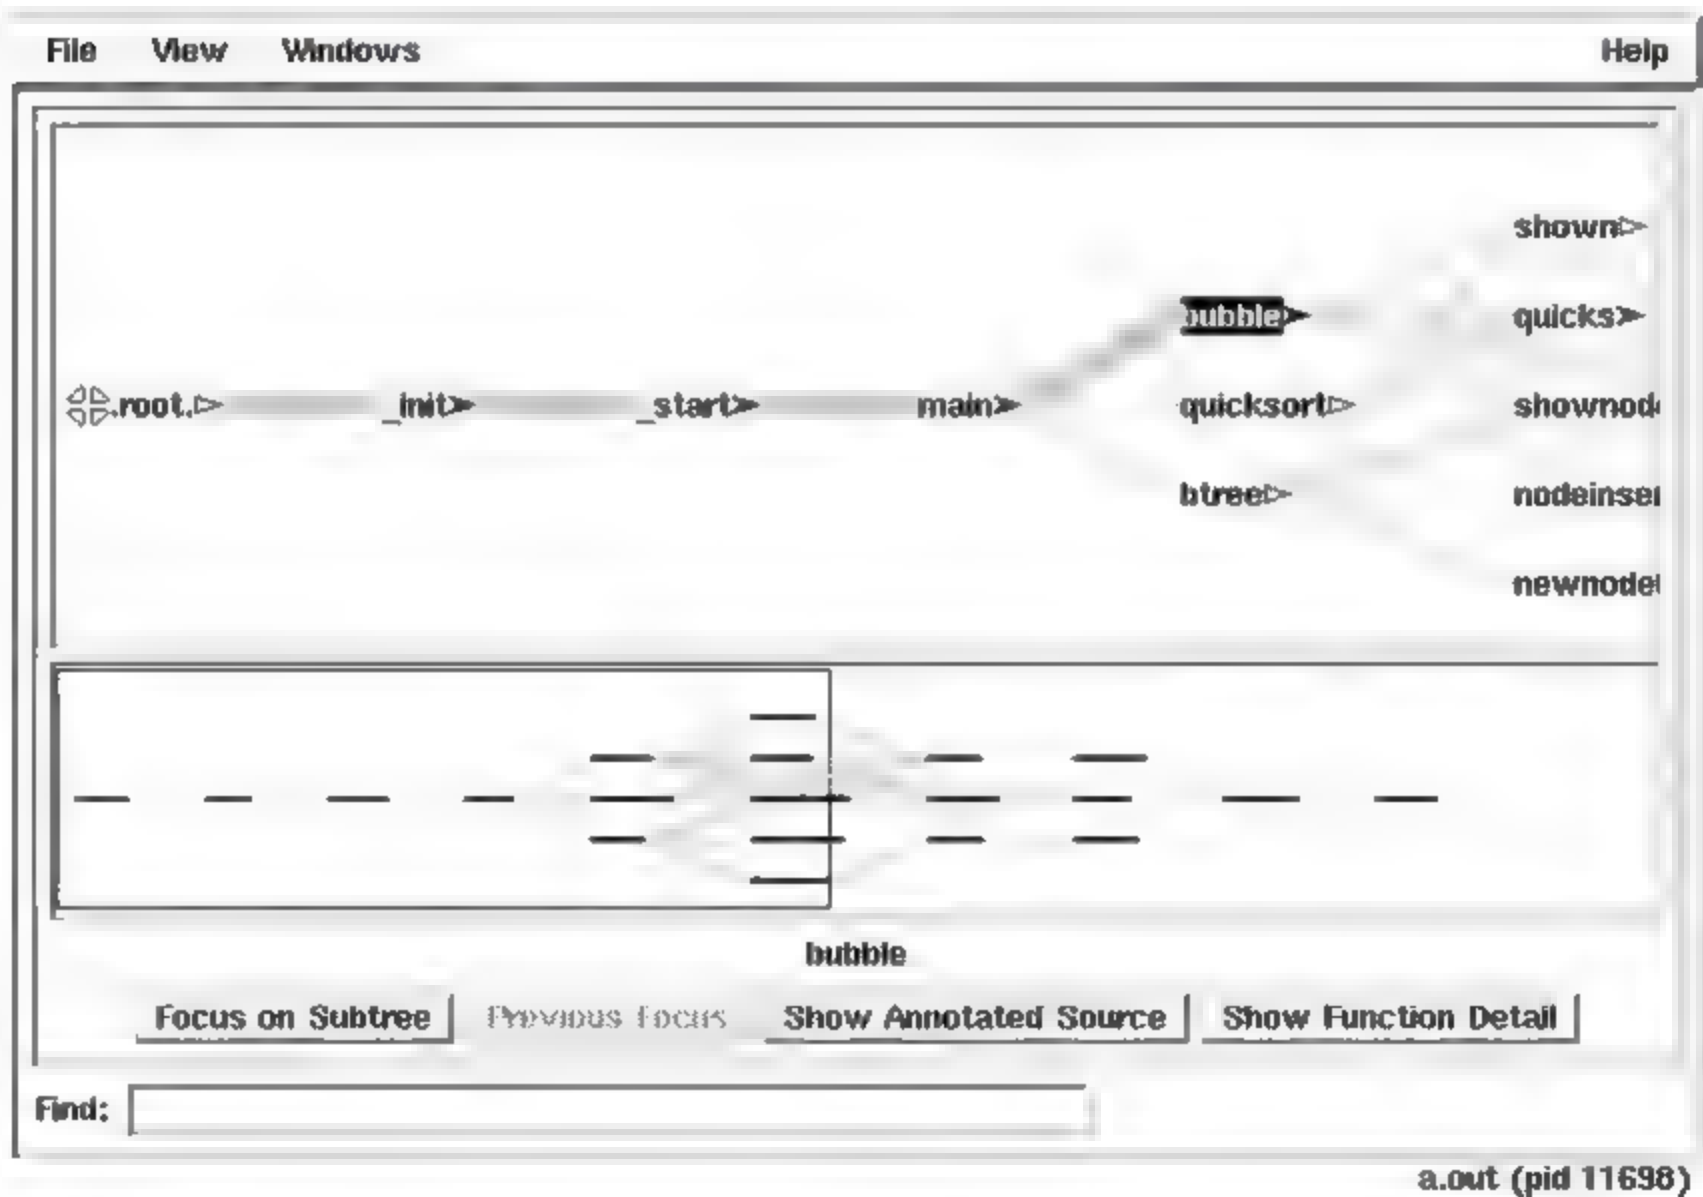 File View Windows Help
shown
bubble quicks
.root. _init _start main quicksort shownod
btree nodeinser
newnode
bubble
Focus on Subtree Previous Focus Show Annotated Source Show Function Detail
Find:
a.out (pid 11698)